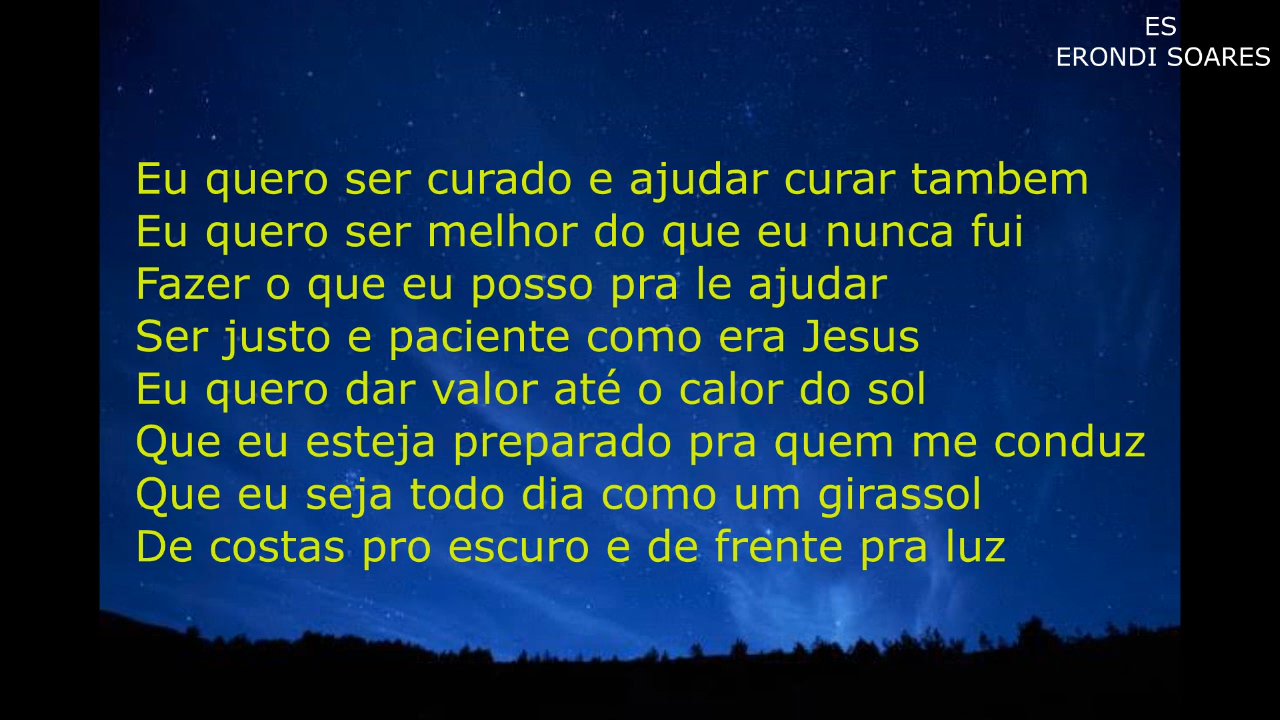 ES
ERONDI SOARES
Eu quero ser curado e ajudar curar tambem
Eu quero ser melhor do que eu nunca fui
Fazer o que eu posso pra le ajudar
Ser justo e paciente como era Jesus
Eu quero dar valor até o calor do sol
Que eu esteja preparado pra quem me conduz
Que eu seja todo dia como um girassol
De costas pro escuro e de frente pra luz